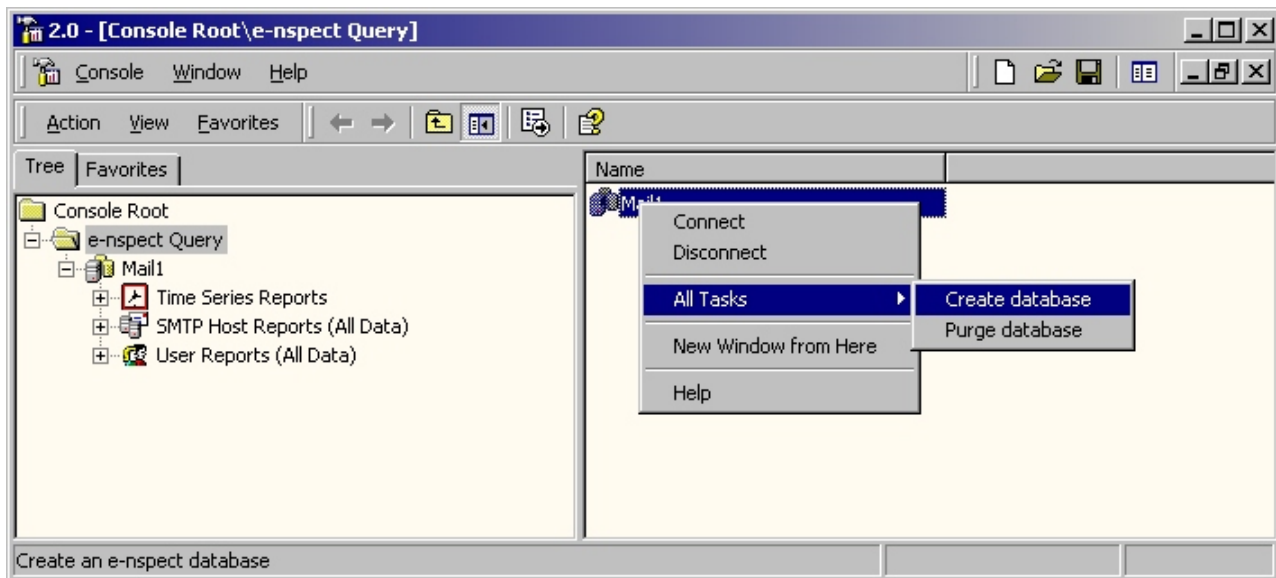 2.0 - [Console Root\e-nspect Query]
Console Window Help
Action View Favorites
Tree Favorites
Name
Console Root
e-nspect Query
Mail1
Time Series Reports
SMTP Host Reports (All Data)
User Reports (All Data)
Mail1
Connect
Disconnect
All Tasks
New Window from Here
Help
Create database
Purge database
Create an e-nspect database